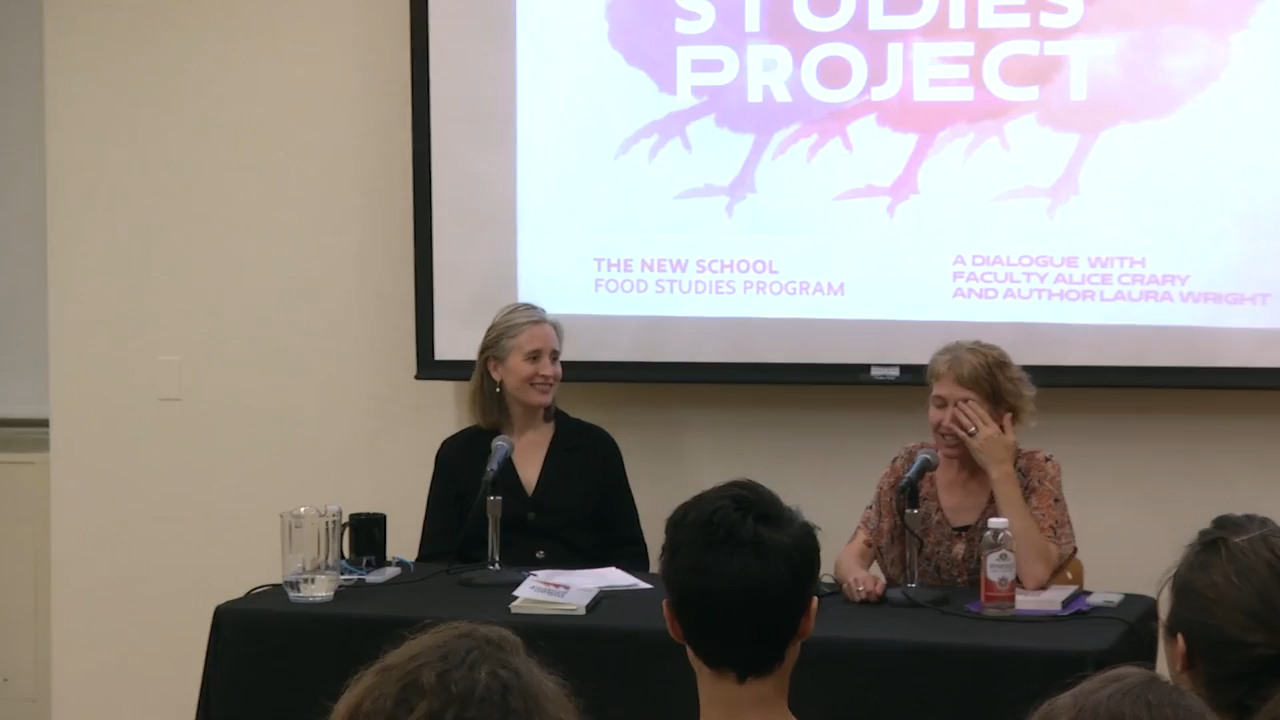 STUDIES
PROJECT
THE NEW SCHOOL
FOOD STUDIES PROGRAM
A DIALOGUE WITH
FACULTY ALICE CRARY
AND AUTHOR LAURA WRIGHT